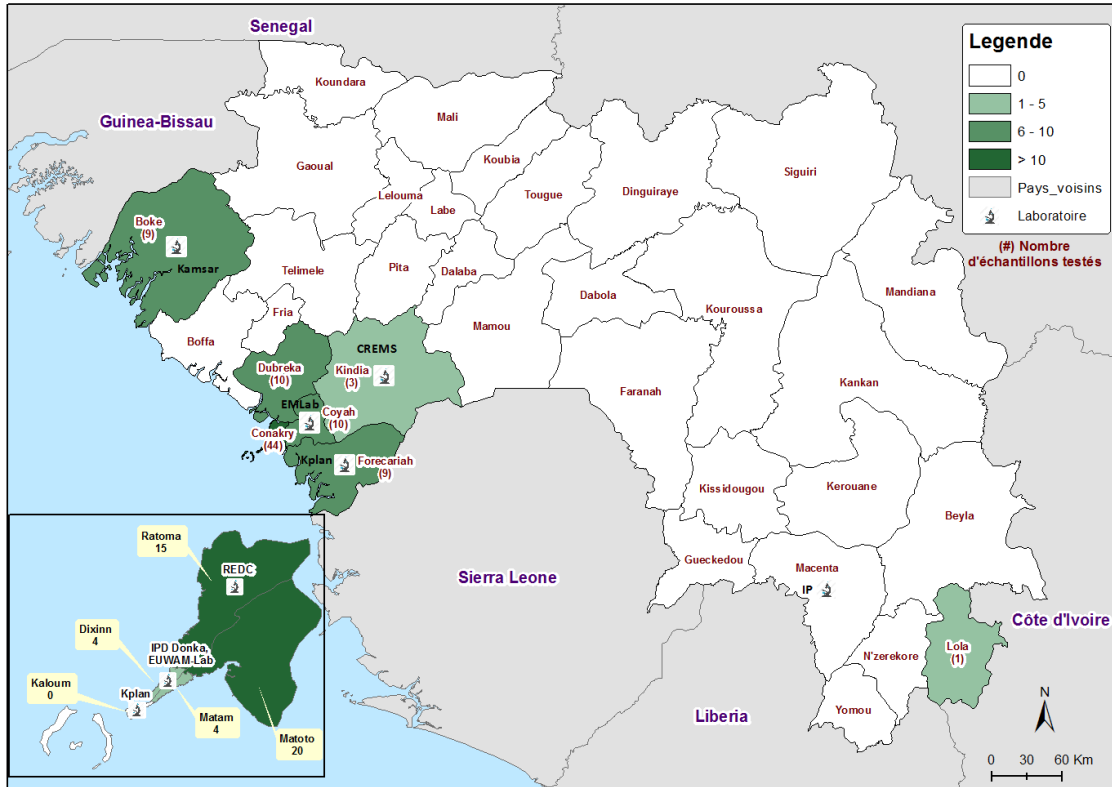 Senegal
Guinea-Bissau
Koundara
Mali
Gaoual
Koubia
Lelouma
Tougue
Labe
Dinguiraye
Siguiri
Boke
(9)
Kamsar
Telimele
Pita
Dalaba
Dabola
Kouroussa
Mandiana
Fria
Boffa
Mamou
CREMS
Kindia
(3)
Dubreka
(10)
EMLab
Coyah
(10)
Conakry
(44)
Kplan
Forecariah
(9)
Faranah
Kankan
Kissidougou
Kerouane
Beyla
Gueckedou
Macenta
IP
Sierra Leone
Côte d'Ivoire
Lola
(1)
N'zerekore
Yomou
Liberia
Legende
0
1 - 5
6 - 10
> 10
Pays_voisins
Laboratoire
(#) Nombre
d'échantillons testés
Ratoma
15
REDC
Dixinn
4
IPD Donka,
EUWAM-Lab
Kaloum
0
Kplan
Matam
4
Matoto
20
N
0 30 60 Km